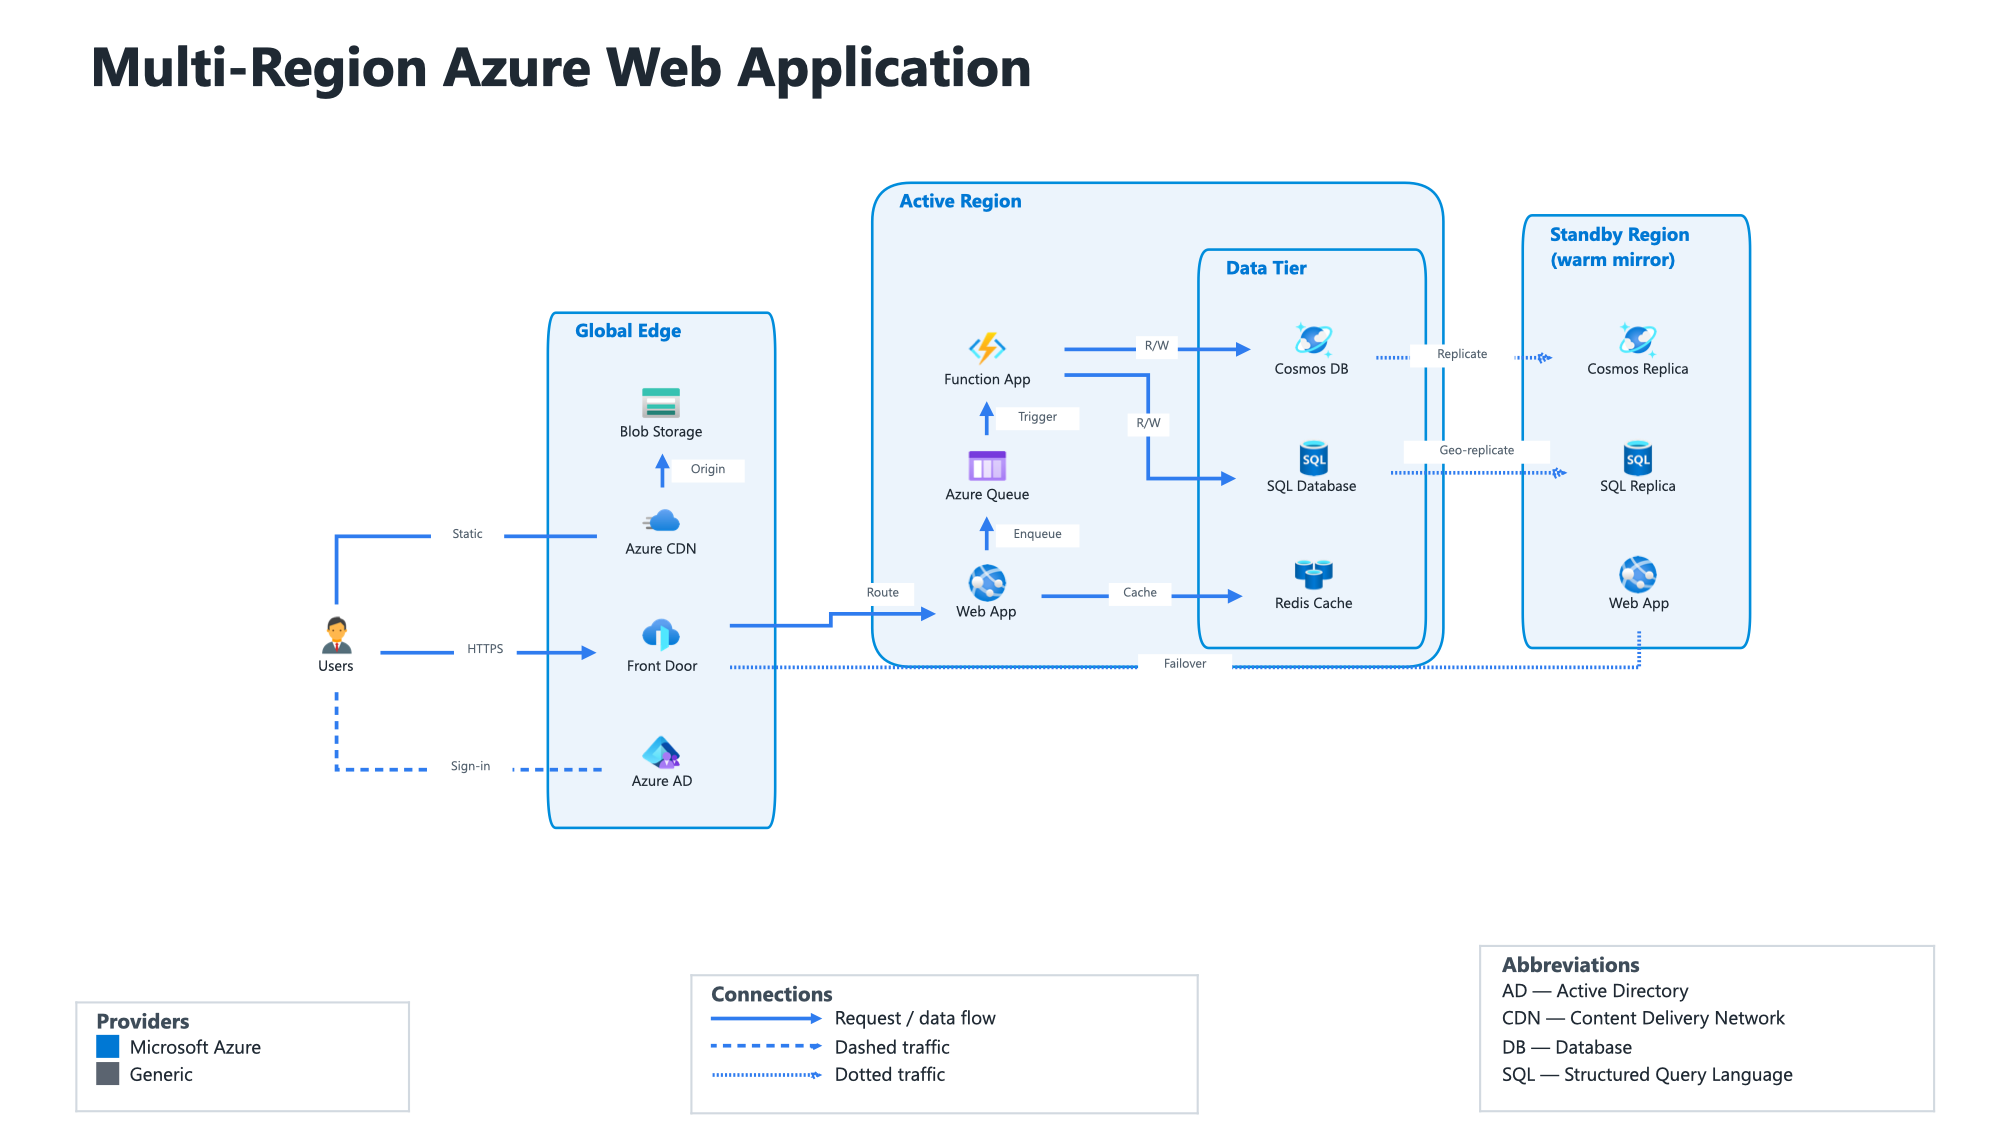 Multi-Region Azure Web Application
Active Region
Standby Region
(warm mirror)
Data Tier
Global Edge
Function App
R/W
Cosmos DB
Replicate
Cosmos Replica
Blob Storage
Trigger
R/W
Origin
Azure Queue
SQL Database
Geo-replicate
SQL Replica
Static
Azure CDN
Enqueue
Route
Web App
Cache
Redis Cache
Web App
Users
HTTPS
Front Door
Failover
Sign-in
Azure AD
Providers
Microsoft Azure
Generic
Connections
Request / data flow
Dashed traffic
Dotted traffic
Abbreviations
AD — Active Directory
CDN — Content Delivery Network
DB — Database
SQL — Structured Query Language
SQL
SQL